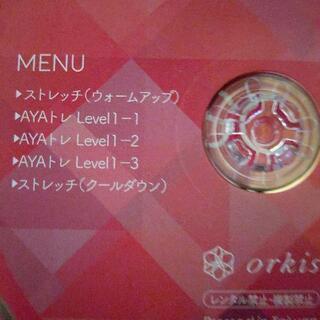 MENU
▶ストレッチ(ウォームアップ)
▶AYAトレ Level1-1
▶AYAトレ Level1-2
▶AYAトレ Level1-3
▶ストレッチ(クールダウン)
orkis
レンタル禁止・複製禁止